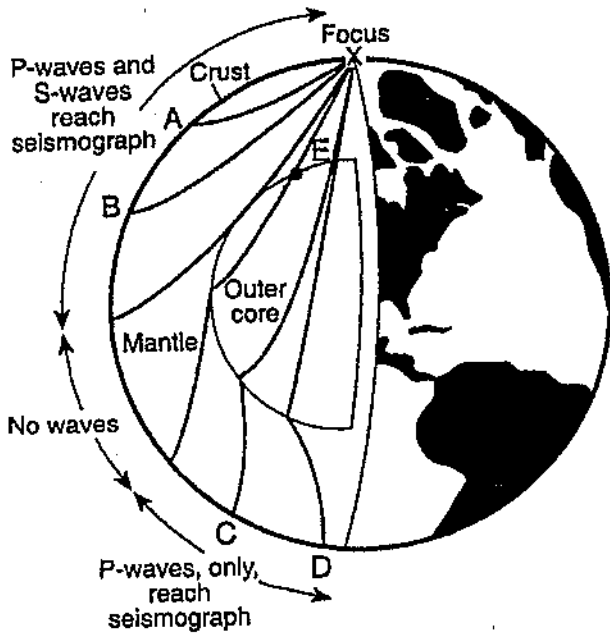 Focus
X
P-waves and
S-waves
reach
seismograph
Crust
A
E
B
Outer
core
Mantle
No waves
C
D
P-waves, only,
reach
seismograph